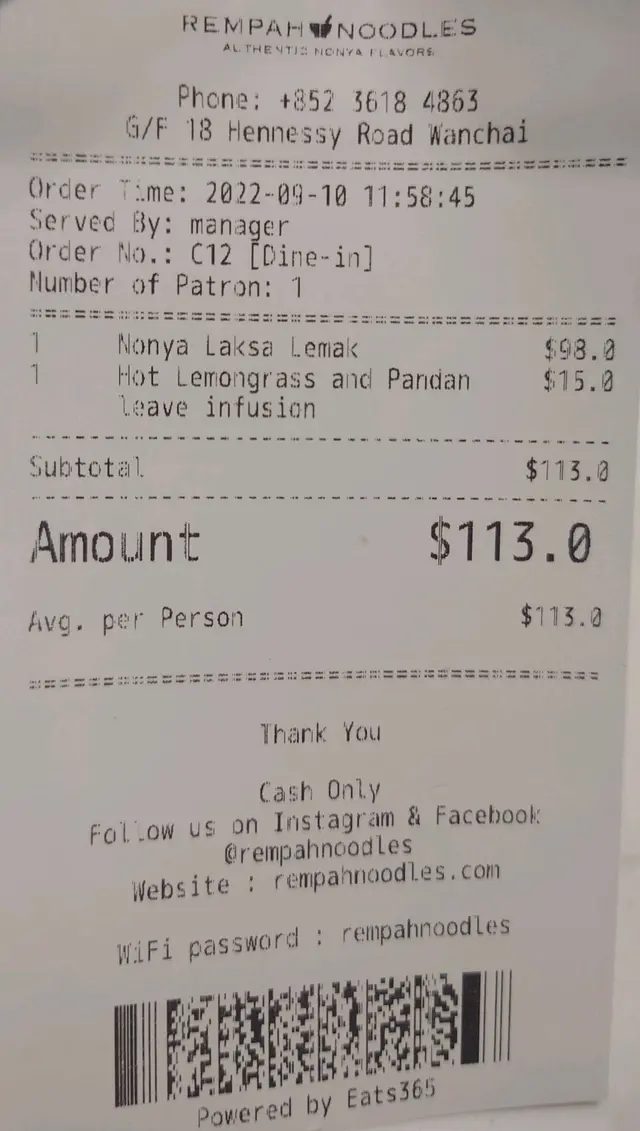 REMPAH NOODLES
AUTHENTIC NONYA FLAVORS
Phone: +852 3618 4863
G/F 18 Hennessy Road Wanchai
Order Time: 2022-09-10 11:58:45
Served By: manager
Order No.: C12 [Dine-in]
Number of Patron: 1
1 Nonya Laksa Lemak $98.0
1 Hot Lemongrass and Pandan $15.0
leave infusion
Subtotal $113.0
Amount $113.0
Avg. per Person $113.0
Thank You
Cash Only
Follow us on Instagram & Facebook
@rempahnoodles
Website : rempahnoodles.com
WiFi password : rempahnoodles
Powered by Eats365